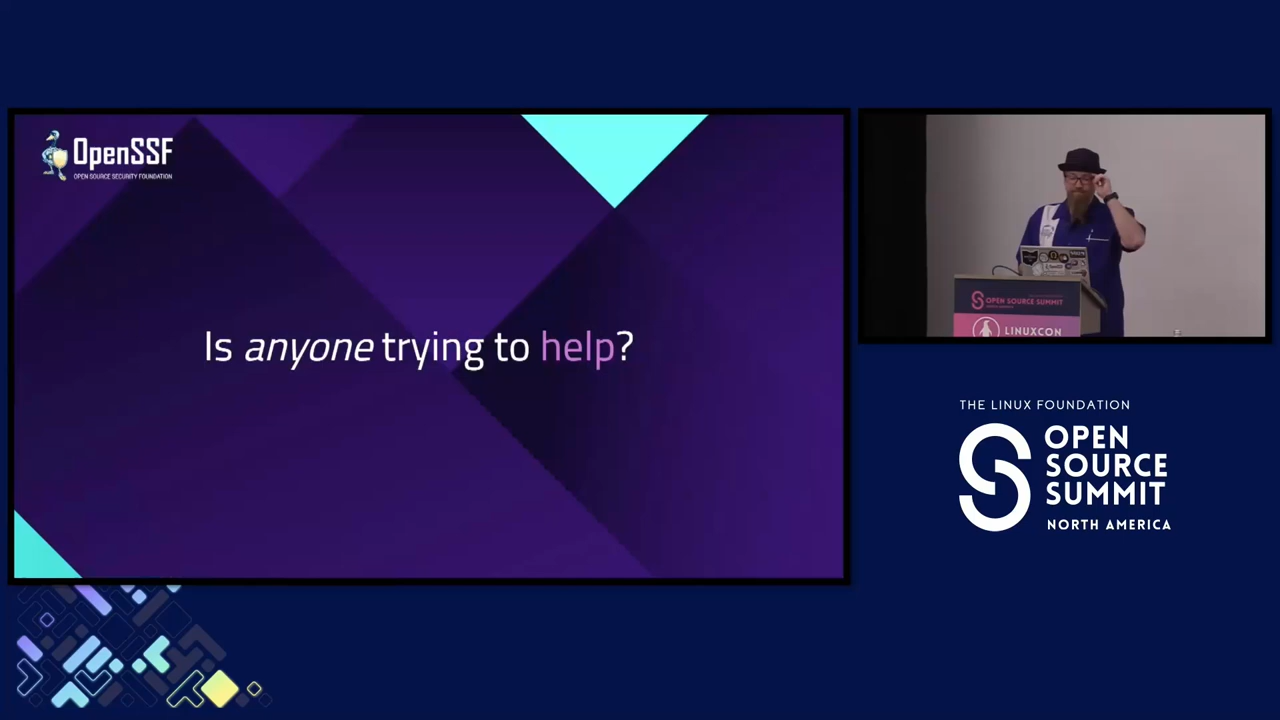 OpenSSF
OPEN SOURCE SECURITY FOUNDATION
Is anyone trying to help?
OPEN SOURCE SUMMIT
LINUXCON
THE LINUX FOUNDATION
OPEN
SOURCE
SUMMIT
NORTH AMERICA